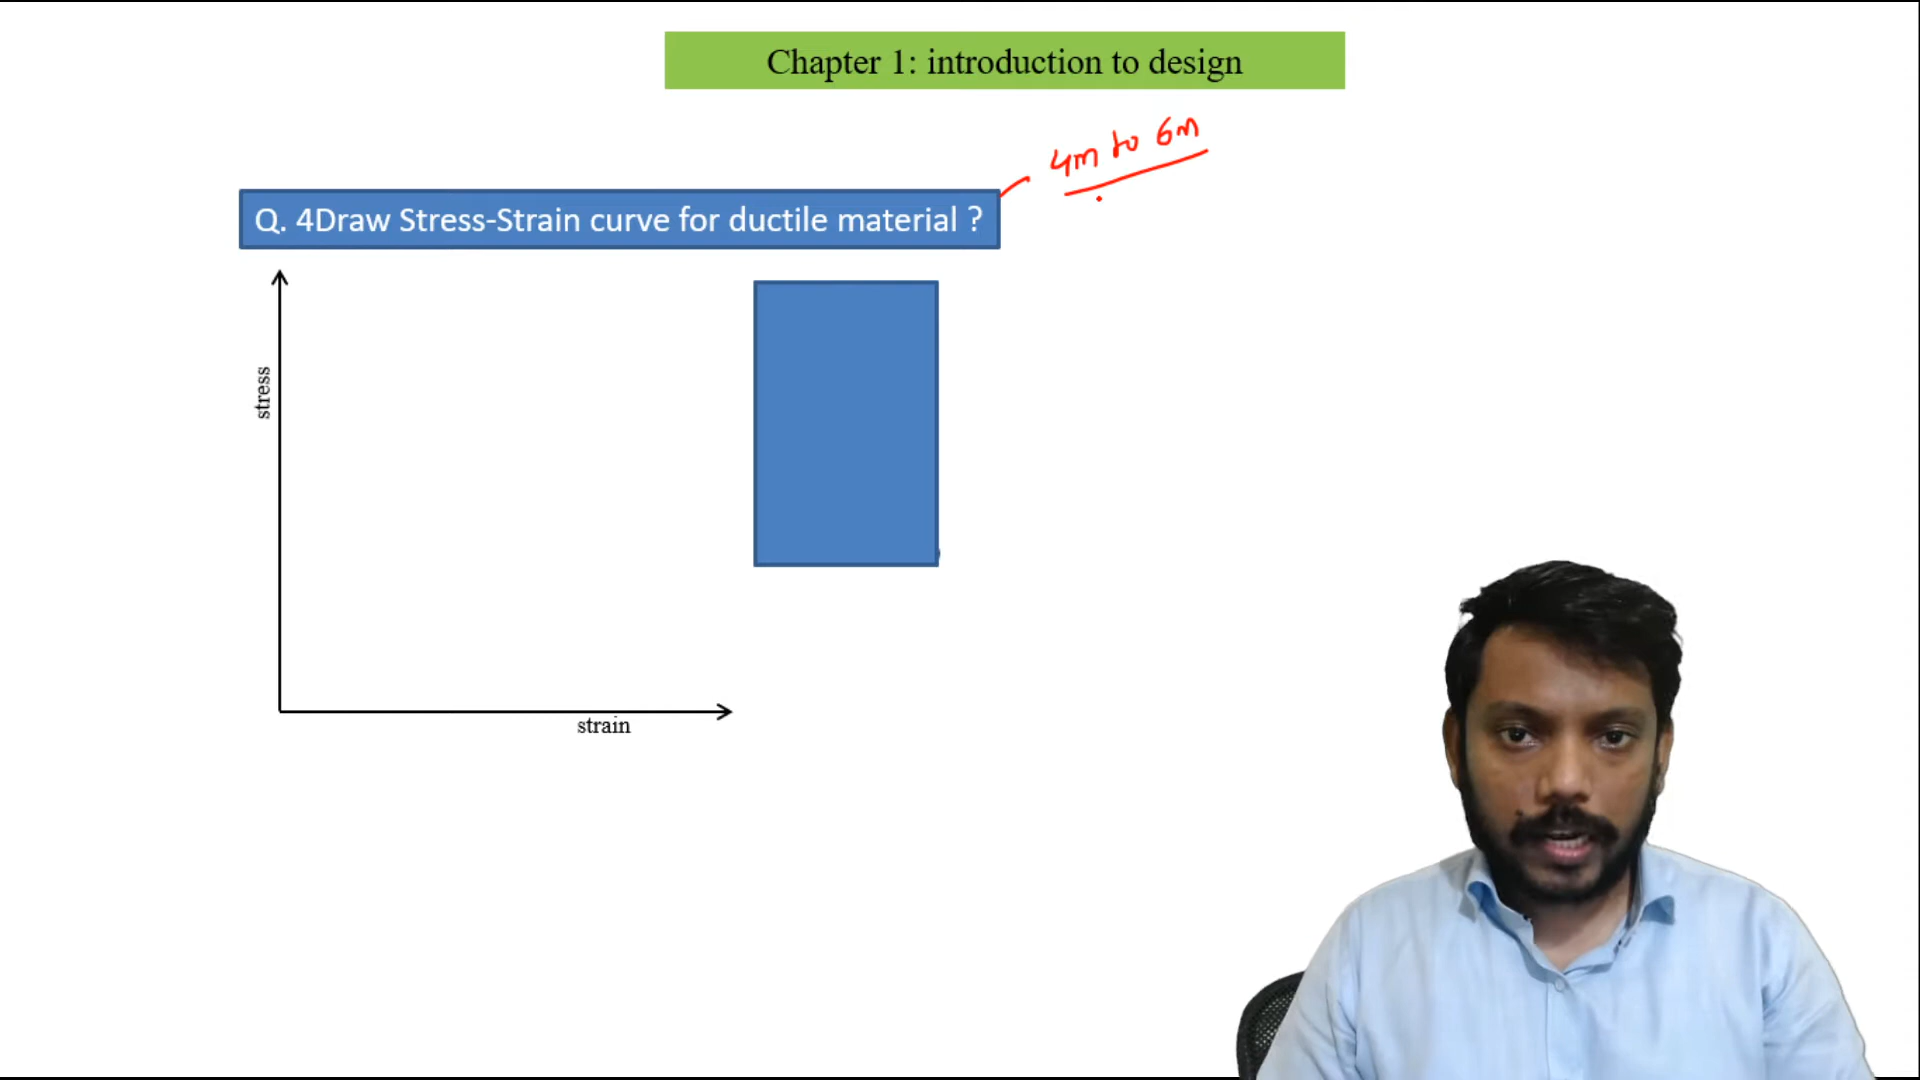 Chapter 1: introduction to design
4m to 6m
Q. 4Draw Stress-Strain curve for ductile material ?
stress
strain